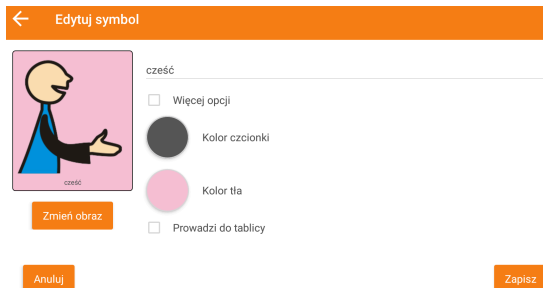 Edytuj symbol
cześć
Więcej opcji
Kolor czcionki
cześć
Kolor tła
Zmień obraz
Prowadzi do tablicy
Anuluj
Zapisz